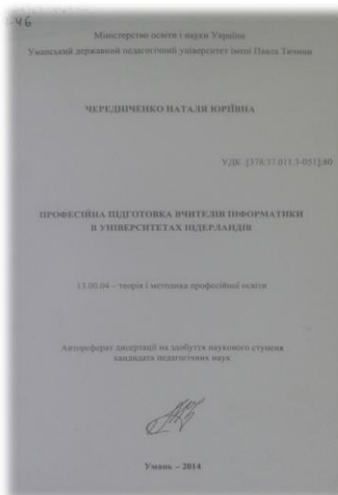 46
Міністерство освіти і науки України
Уманський державний педагогічний університет імені Павла Тичини
ЧЕРЕДНІЧЕНКО НАТАЛЯ ЮРІЇВНА
УДК [378:37.011.3-051]:80
ПРОФЕСІЙНА ПІДГОТОВКА ВЧИТЕЛІВ ІНФОРМАТИКИ
В УНІВЕРСИТЕТАХ НІДЕРЛАНДІВ
13.00.04 – теорія і методика професійної освіти
Автореферат дисертації на здобуття наукового ступеня
кандидата педагогічних наук
Умань – 2014